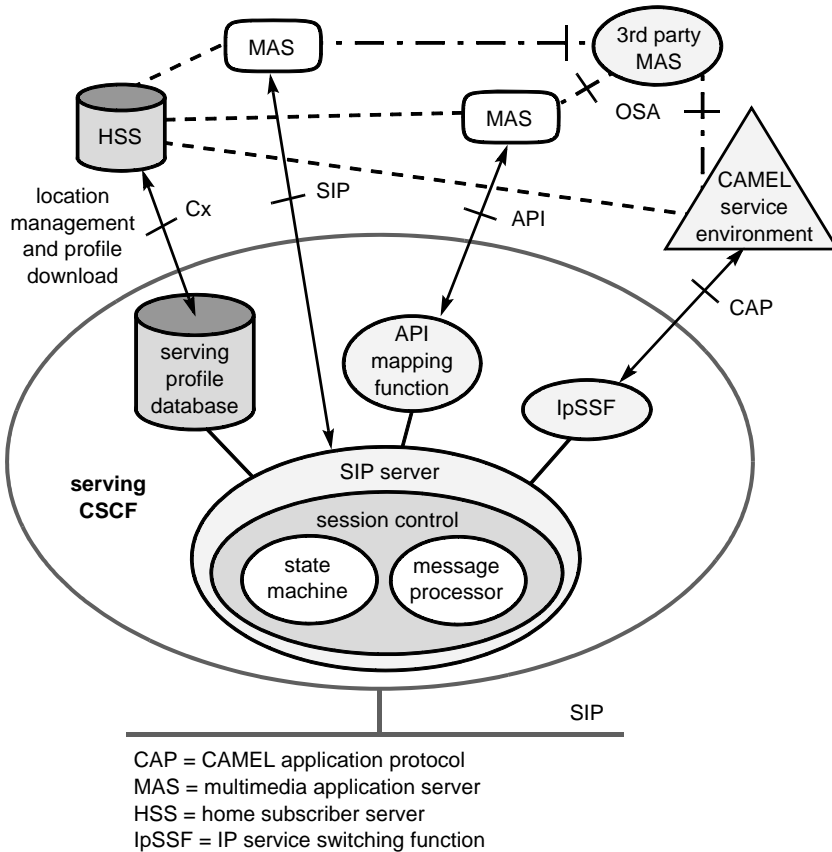 MAS
3rd party
MAS
HSS
MAS
OSA
location
management
and profile
download
Cx
SIP
API
CAMEL
service
environment
CAP
serving
profile
database
API
mapping
function
IpSSF
serving
CSCF
SIP server
session control
state
machine
message
processor
SIP
CAP = CAMEL application protocol
MAS = multimedia application server
HSS = home subscriber server
IpSSF = IP service switching function